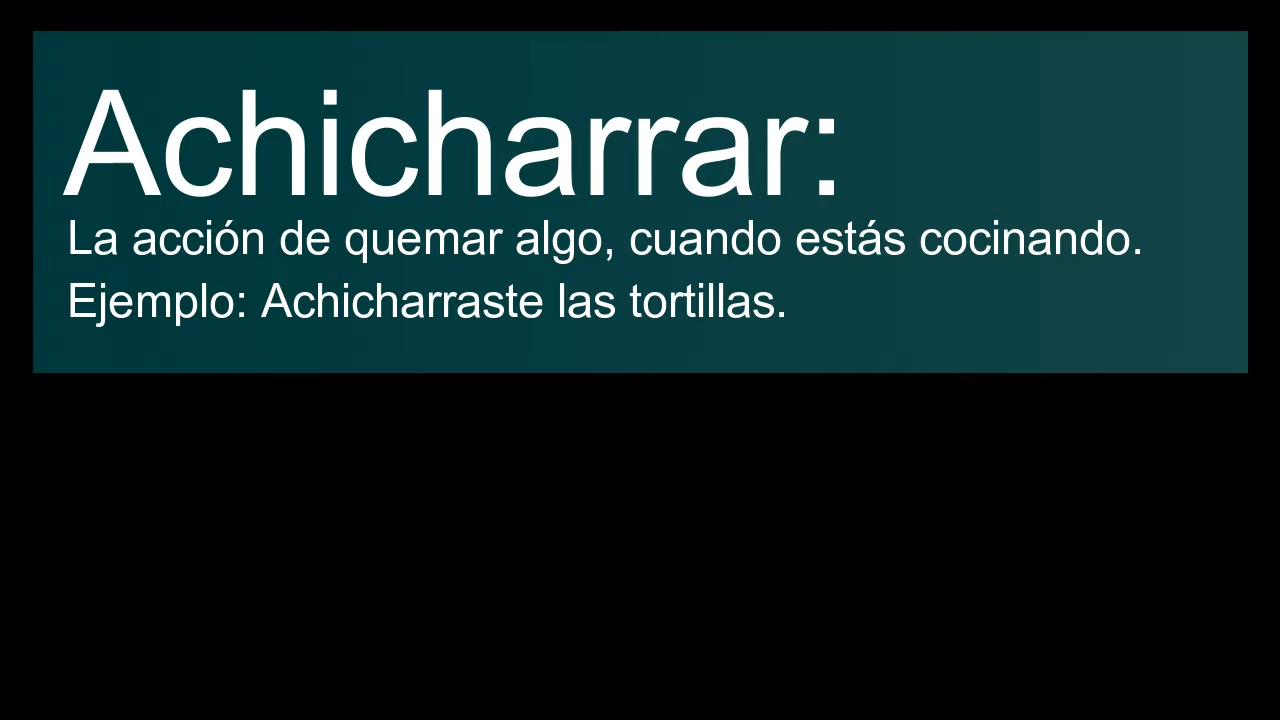 Achicharrar:
La acción de quemar algo, cuando estás cocinando.
Ejemplo: Achicharraste las tortillas.